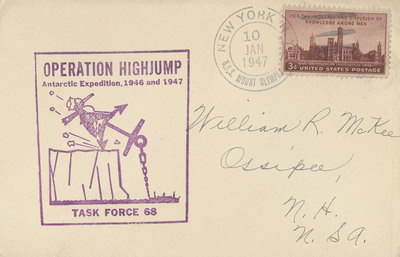 OPERATION HIGHJUMP
Antarctic Expedition, 1946 and 1947
TASK FORCE 68
NEW YORK
10
JAN
1947
U.S.S. MOUNT OLYMPUS
FOR THE INCREASE AND DIFFUSION OF
KNOWLEDGE AMONG MEN
3¢ UNITED STATES POSTAGE
William R. McKee
Ossipee,
N. H.
N. SA.